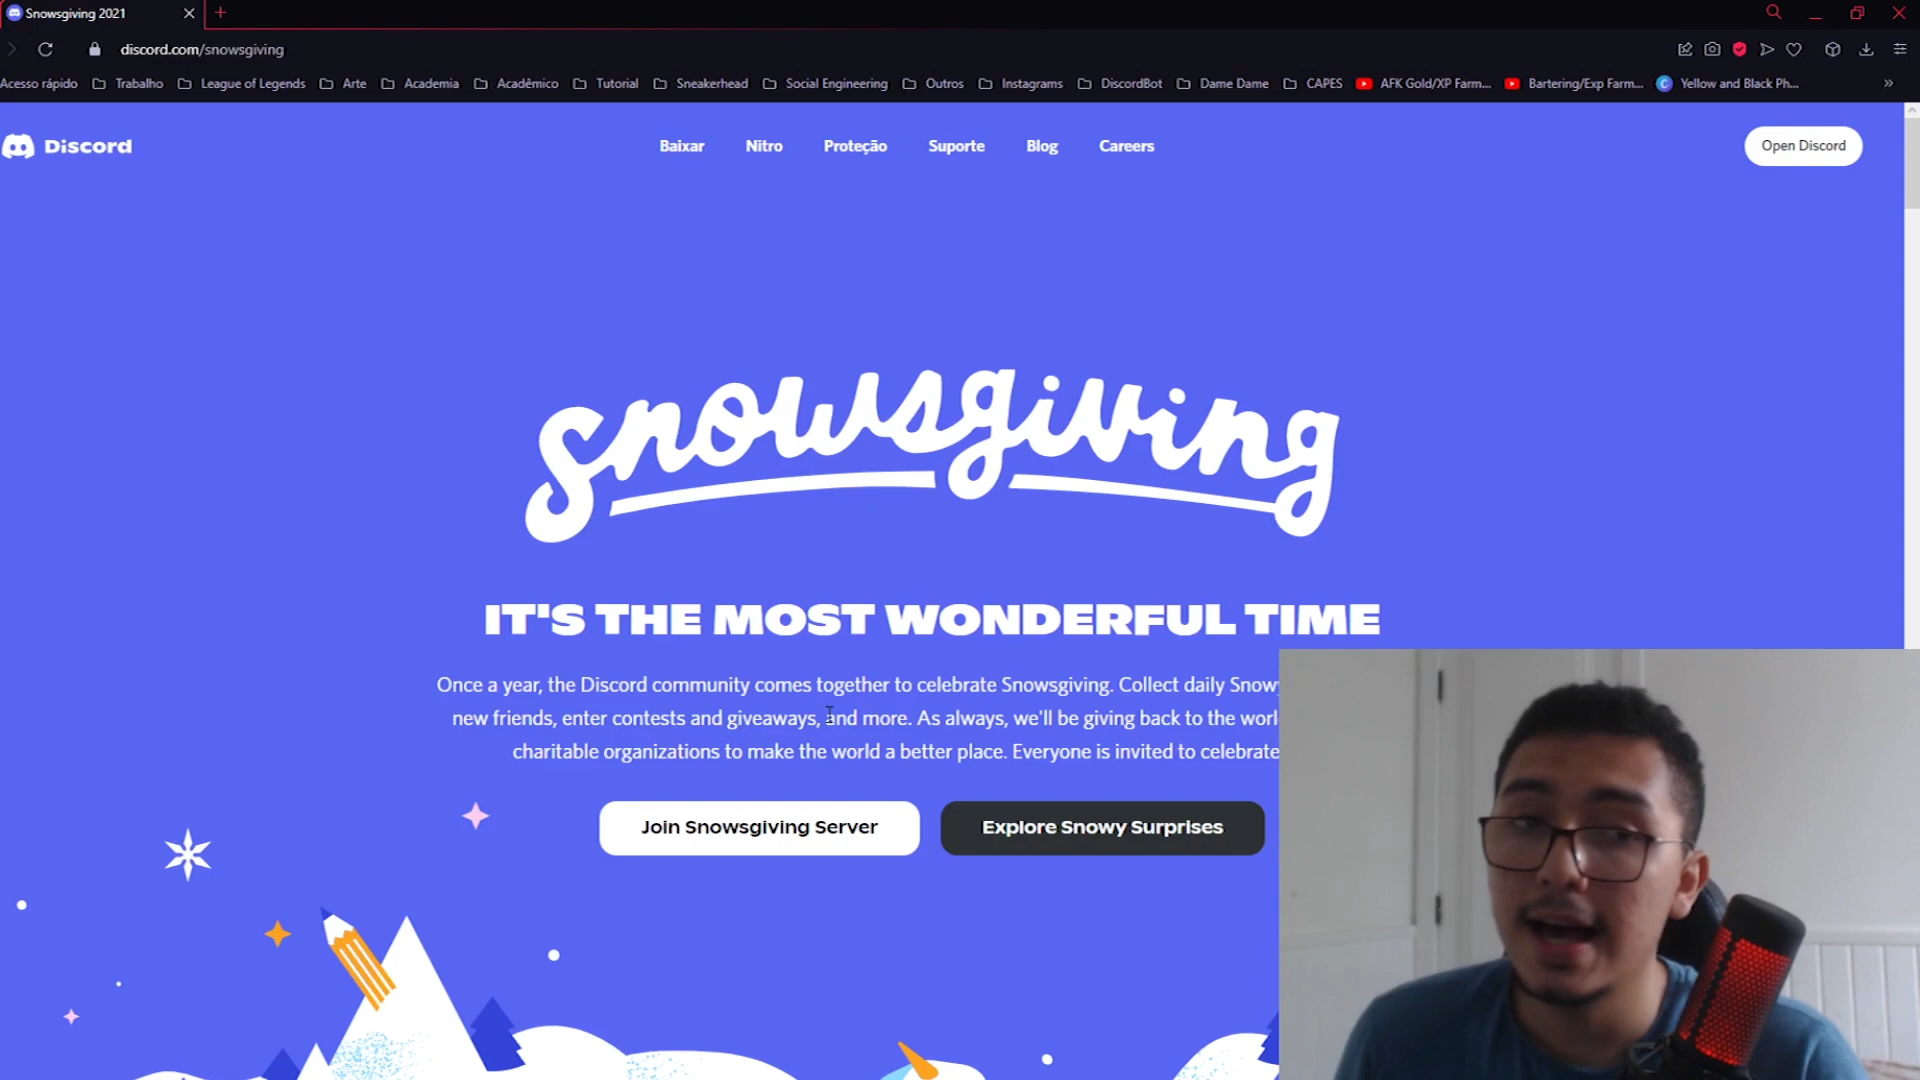 Snowsgiving 2021
discord.com/snowsgiving
Acesso rápido Trabalho League of Legends Arte Academia Acadêmico Tutorial Sneakerhead Social Engineering Outros Instagrams DiscordBot Dame Dame CAPES AFK Gold/XP Farm... Bartering/Exp Farm... Yellow and Black Ph...
Discord Baixar Nitro Proteção Suporte Blog Careers Open Discord
Snowsgiving
IT'S THE MOST WONDERFUL TIME
Once a year, the Discord community comes together to celebrate Snowsgiving. Collect daily Snowy
new friends, enter contests and giveaways, and more. As always, we'll be giving back to the
charitable organizations to make the world a better place. Everyone is invited to celebrate
Join Snowsgiving Server Explore Snowy Surprises